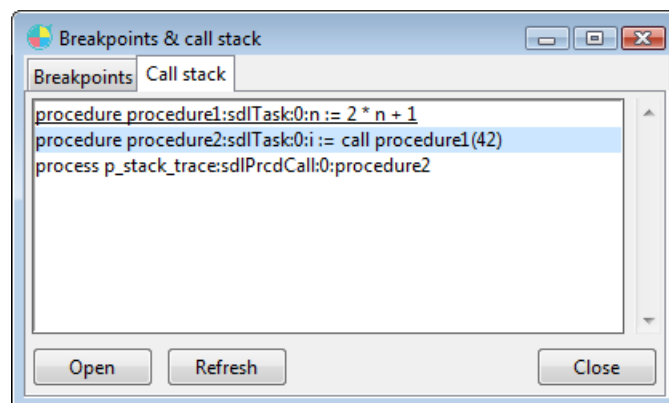 Breakpoints & call stack
Breakpoints Call stack
procedure procedure1:sdlTask:0:n := 2 * n + 1
procedure procedure2:sdlTask:0:i := call procedure1(42)
process p_stack_trace:sdlPrcdCall:0:procedure2
Open Refresh Close